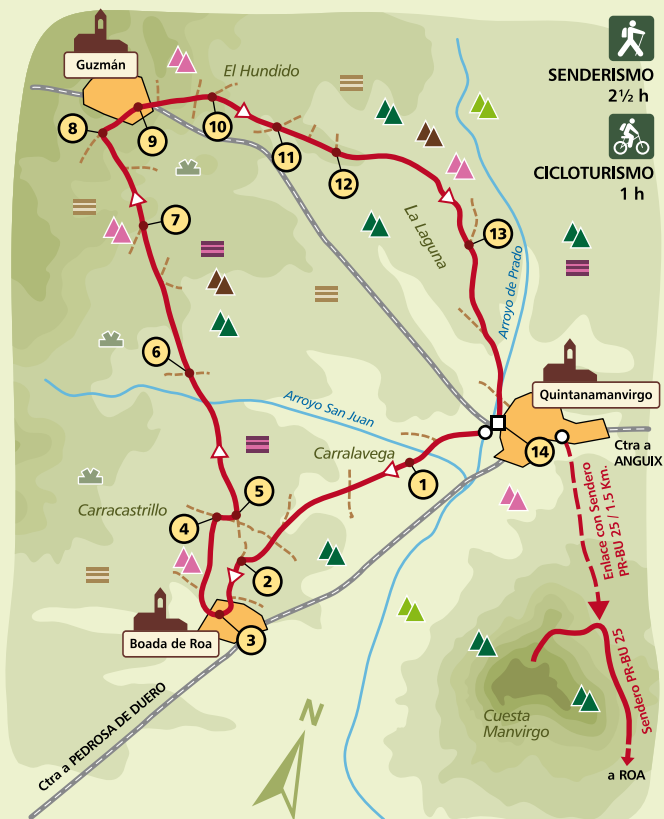 Guzmán
El Hundido
SENDERISMO
2½ h
CICLOTURISMO
1 h
8
9
10
11
12
7
13
La Laguna
Arroyo de Prado
6
Arroyo San Juan
Quintanamanvirgo
Carralavega
14
Ctra a
ANGUIX
1
5
4
Carracastrillo
Enlace con Sendero
PR-BU 25 / 1,5 Km.
2
3
Boada de Roa
Sendero PR-BU 25
Cuesta
Manvirgo
N
Ctra a PEDROSA DE DUERO
a ROA